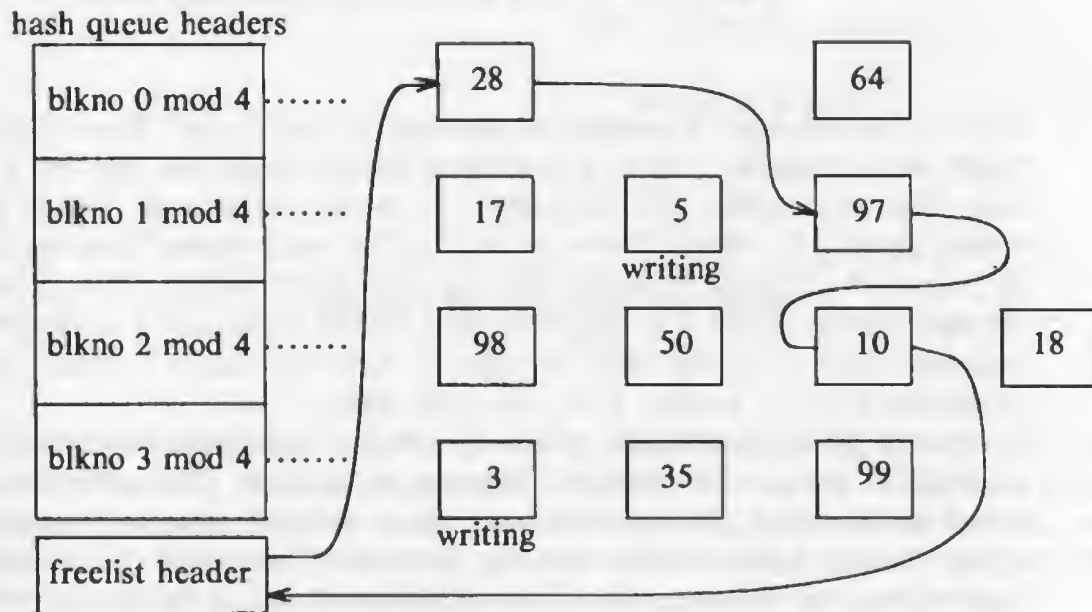 hash queue headers
blkno 0 mod 4 ......
28
64
blkno 1 mod 4 ......
17
5
97
writing
blkno 2 mod 4 ......
98
50
10
18
blkno 3 mod 4 ......
3
35
99
writing
freelist header